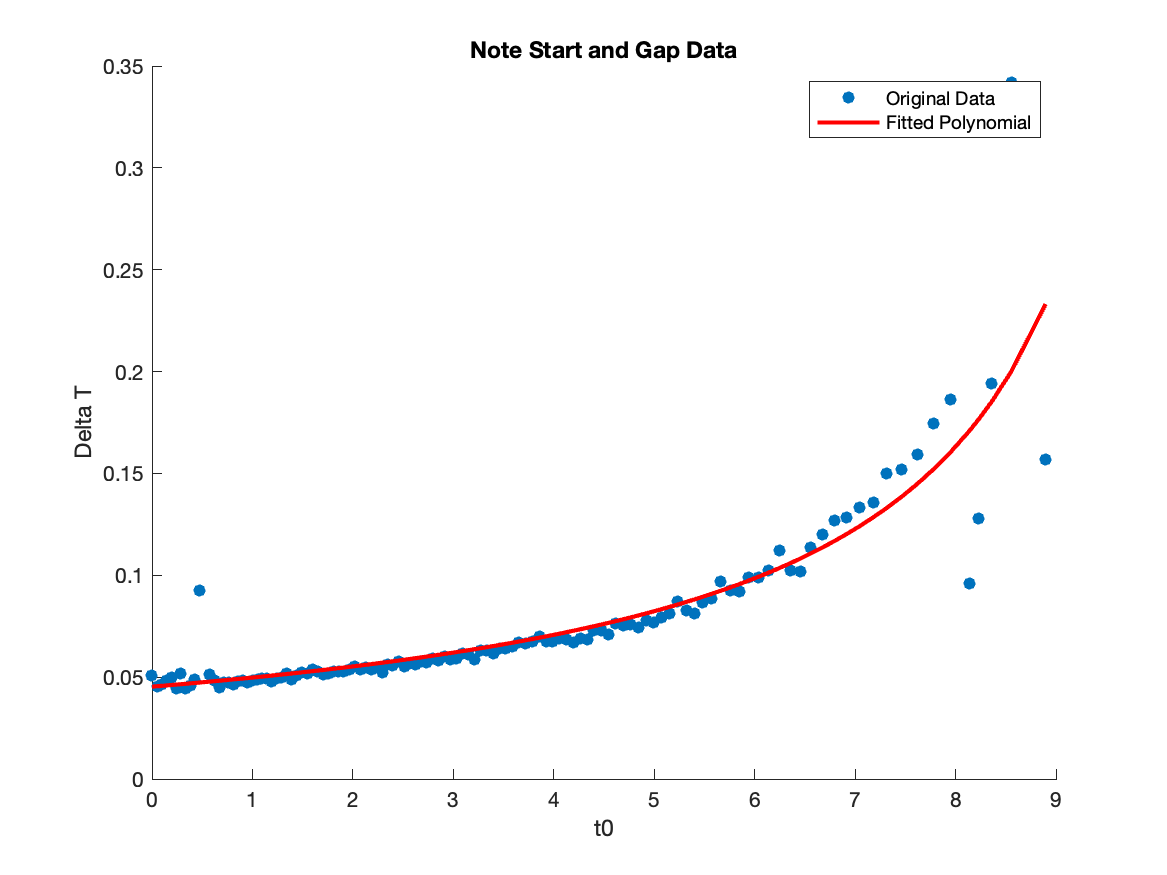 Note Start and Gap Data
Original Data
Fitted Polynomial
0.35
0.3
0.25
0.2
0.15
0.1
0.05
0
Delta T
0 1 2 3 4 5 6 7 8 9
t0